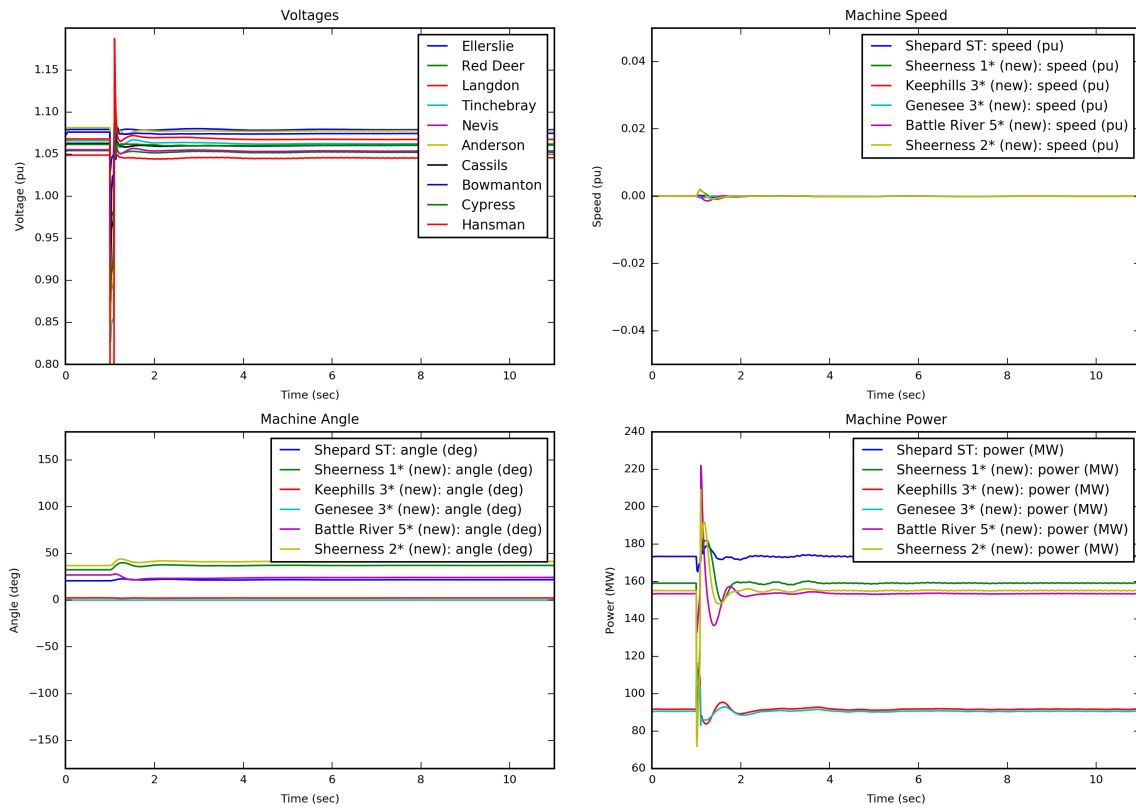 Voltages
1.15
1.10
1.05
1.00
0.95
0.90
0.85
0.80
Voltage (pu)
0 2 4 6 8 10
Time (sec)
Ellerslie
Red Deer
Langdon
Tinchebray
Nevis
Anderson
Cassils
Bowmanton
Cypress
Hansman
Machine Speed
0.04
0.02
0.00
−0.02
−0.04
Speed (pu)
0 2 4 6 8 10
Time (sec)
Shepard ST: speed (pu)
Sheerness 1* (new): speed (pu)
Keephills 3* (new): speed (pu)
Genesee 3* (new): speed (pu)
Battle River 5* (new): speed (pu)
Sheerness 2* (new): speed (pu)
Machine Angle
150
100
50
0
−50
−100
−150
Angle (deg)
0 2 4 6 8 10
Time (sec)
Shepard ST: angle (deg)
Sheerness 1* (new): angle (deg)
Keephills 3* (new): angle (deg)
Genesee 3* (new): angle (deg)
Battle River 5* (new): angle (deg)
Sheerness 2* (new): angle (deg)
Machine Power
240
220
200
180
160
140
120
100
80
60
Power (MW)
0 2 4 6 8 10
Time (sec)
Shepard ST: power (MW)
Sheerness 1* (new): power (MW)
Keephills 3* (new): power (MW)
Genesee 3* (new): power (MW)
Battle River 5* (new): power (MW)
Sheerness 2* (new): power (MW)